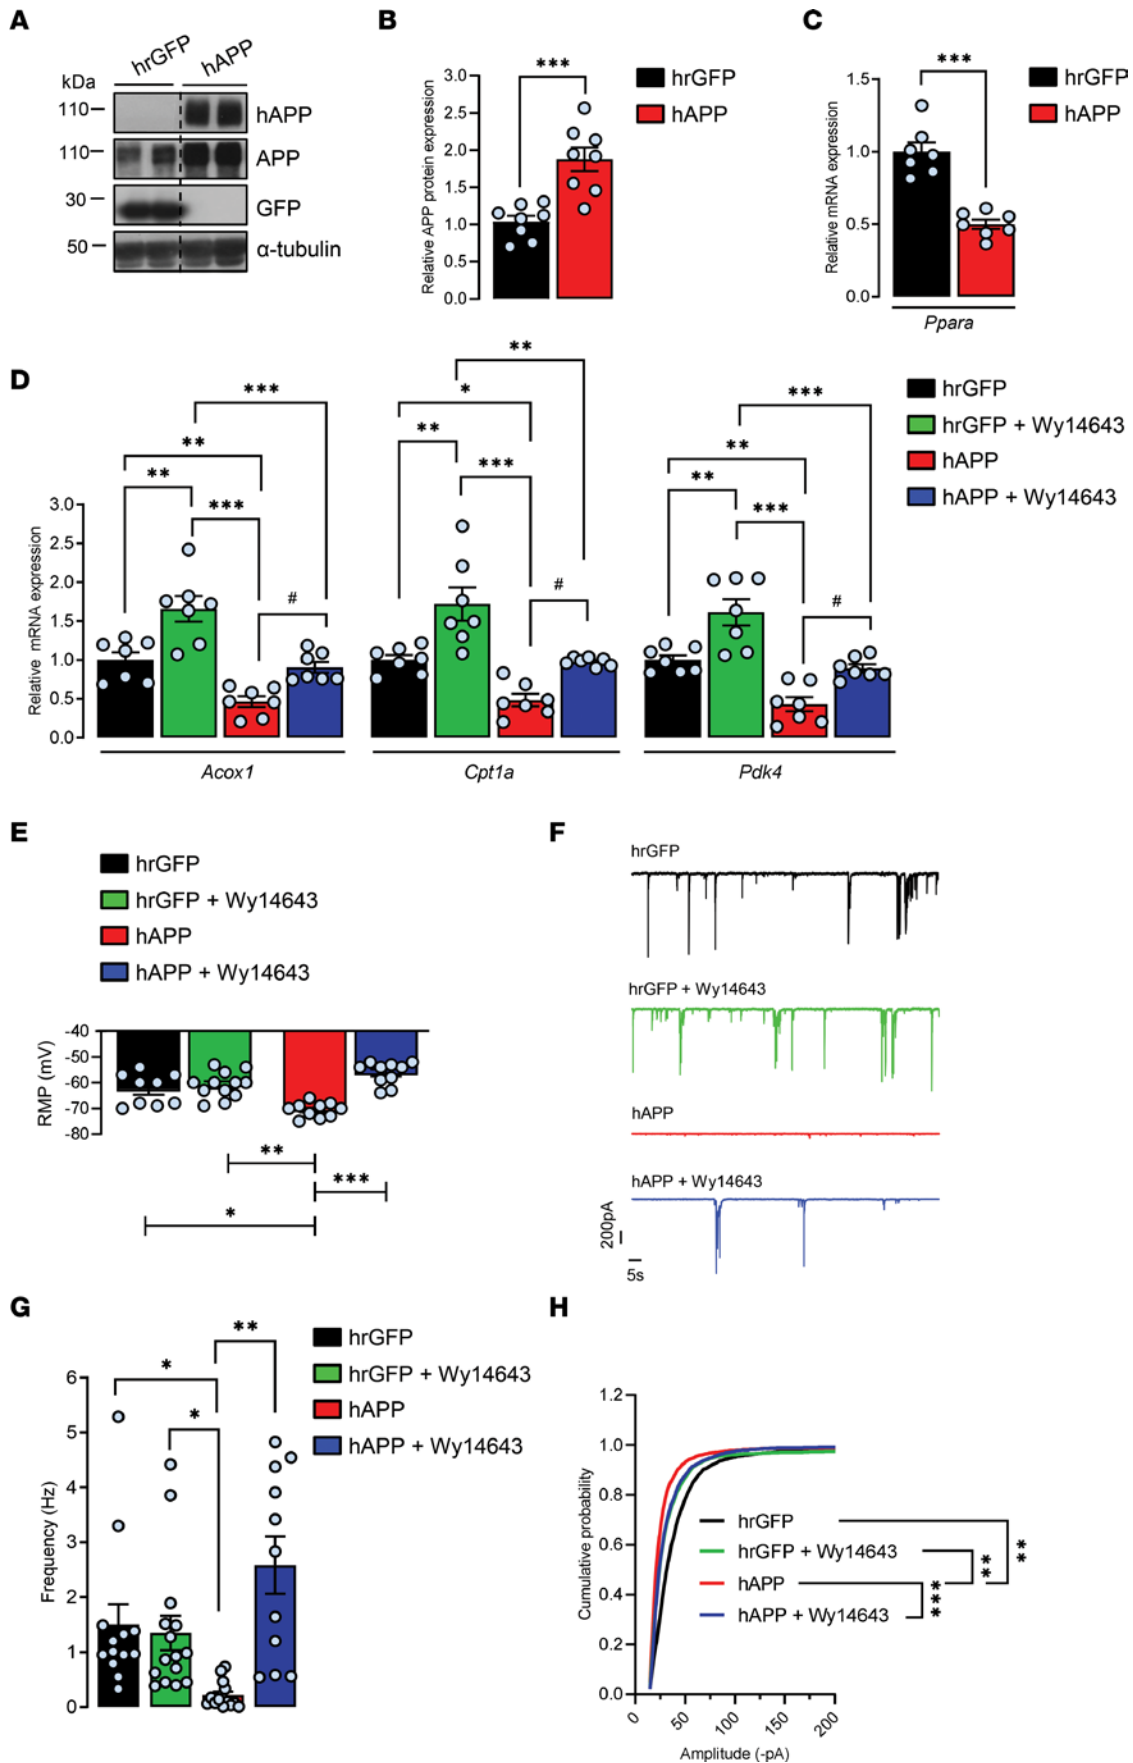 A
hrGFP hAPP
kDa
110 hAPP
110 APP
30 GFP
50 α-tubulin
B
***
Relative APP protein expression
3.0
2.5
2.0
1.5
1.0
0.5
0.0
hrGFP
hAPP
C
***
Relative mRNA expression
1.5
1.0
0.5
0.0
Ppara
hrGFP
hAPP
D
Relative mRNA expression
3.0
2.5
2.0
1.5
1.0
0.5
0.0
***
**
**
***
#
Acox1
**
*
**
***
#
Cpt1a
***
**
**
***
#
Pdk4
hrGFP
hrGFP + Wy14643
hAPP
hAPP + Wy14643
E
hrGFP
hrGFP + Wy14643
hAPP
hAPP + Wy14643
RMP (mV)
-40
-50
-60
-70
-80
**
***
*
F
hrGFP
hrGFP + Wy14643
hAPP
hAPP + Wy14643
200pA
5s
G
Frequency (Hz)
6
5
4
3
2
1
0
**
*
*
hrGFP
hrGFP + Wy14643
hAPP
hAPP + Wy14643
H
Cumulative probability
1.2
1.0
0.8
0.6
0.4
0.2
0.0
hrGFP
hrGFP + Wy14643
hAPP
hAPP + Wy14643
***
**
**
0 50 100 150 200
Amplitude (-pA)